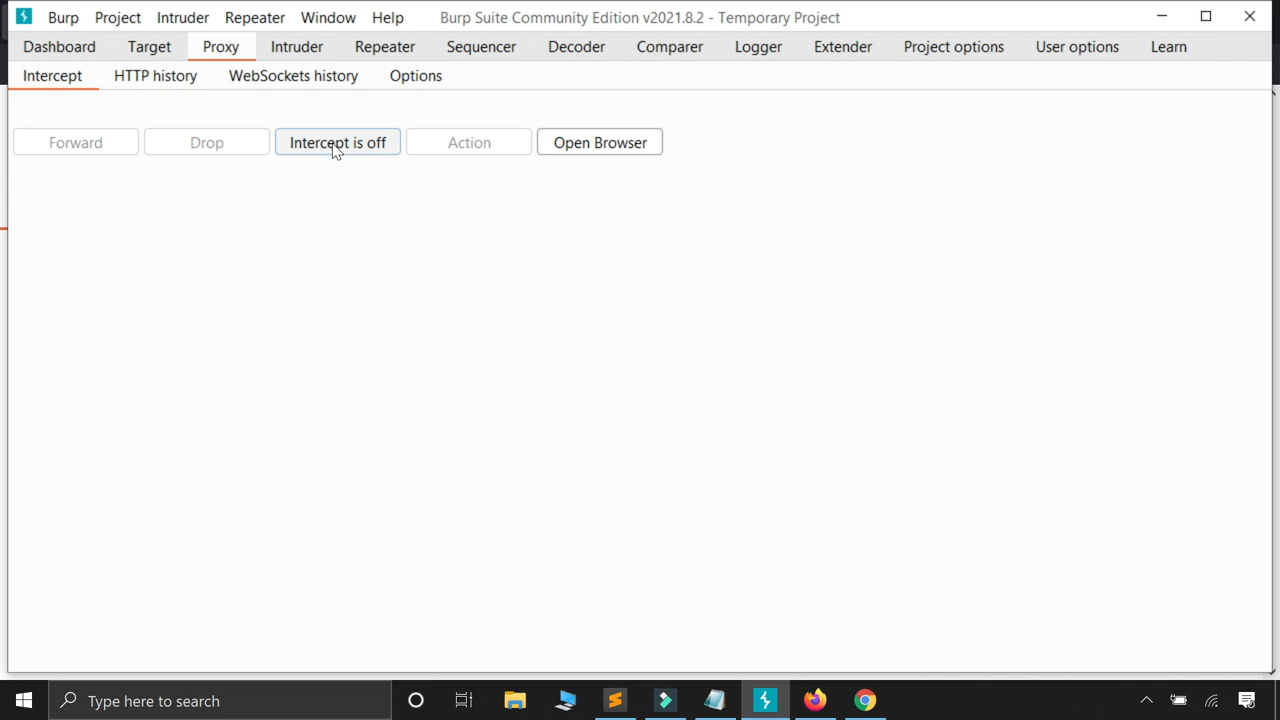 Burp Project Intruder Repeater Window Help Burp Suite Community Edition v2021.8.2 - Temporary Project
Dashboard Target Proxy Intruder Repeater Sequencer Decoder Comparer Logger Extender Project options User options Learn
Intercept HTTP history WebSockets history Options
Forward Drop Intercept is off Action Open Browser
Type here to search